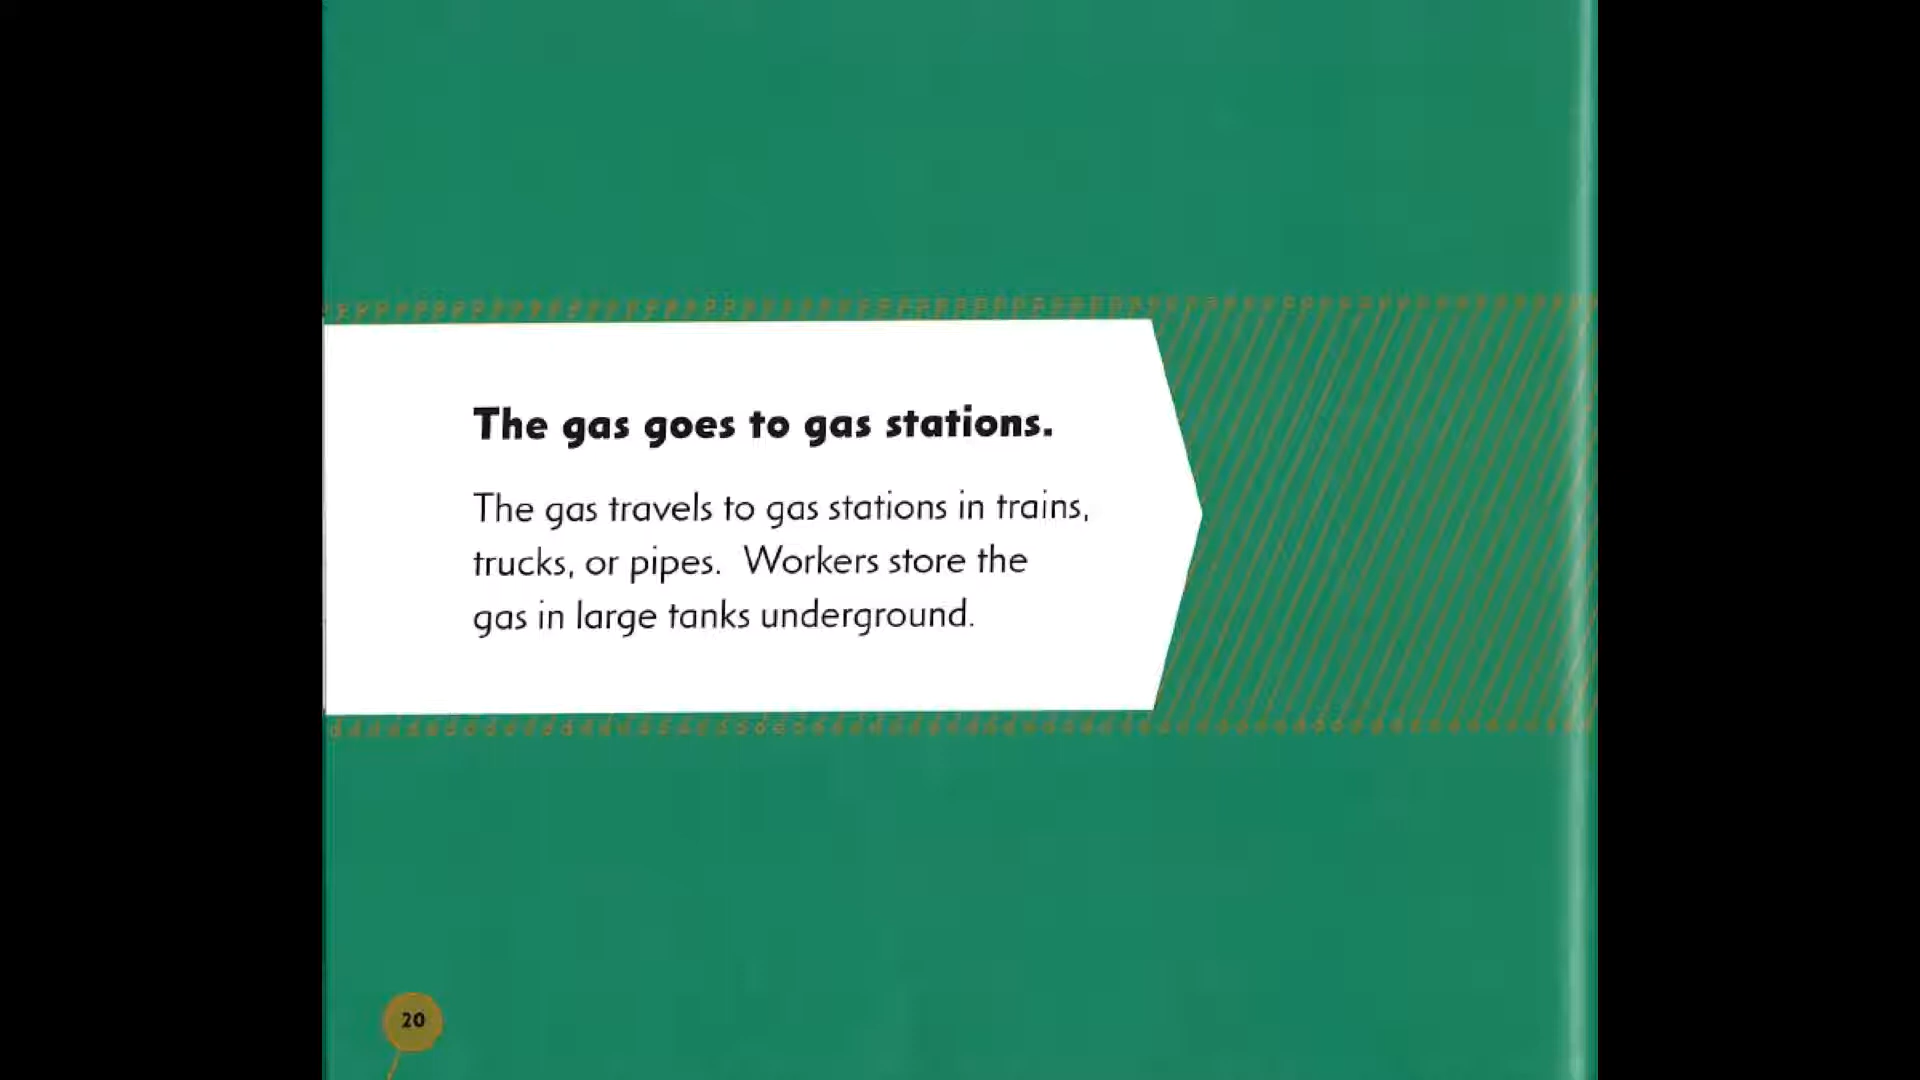 The gas goes to gas stations.
The gas travels to gas stations in trains,
trucks, or pipes. Workers store the
gas in large tanks underground.
20